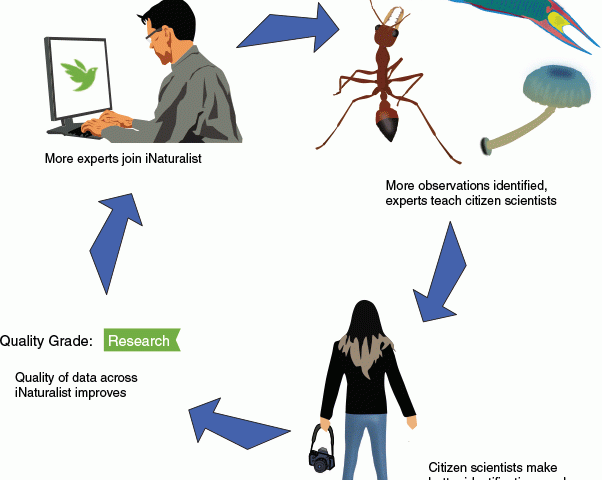 More experts join iNaturalist
More observations identified,
experts teach citizen scientists
Quality Grade: Research
Quality of data across
iNaturalist improves
Citizen scientists make